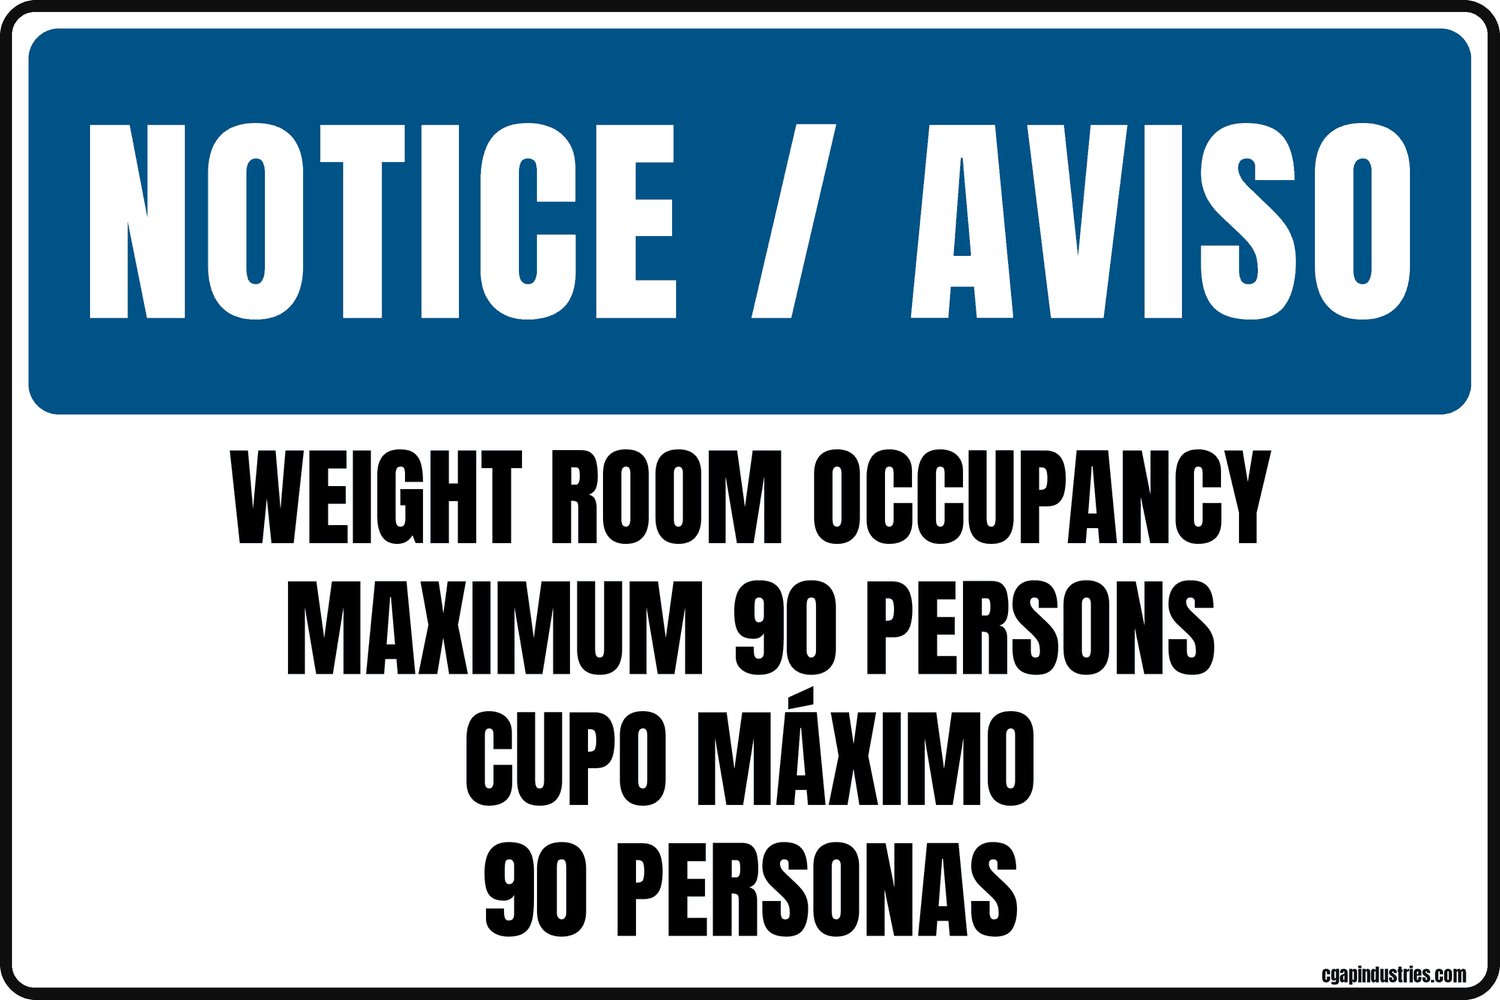 NOTICE / AVISO
WEIGHT ROOM OCCUPANCY
MAXIMUM 90 PERSONS
CUPO MÁXIMO
90 PERSONAS
cgapindustries.com